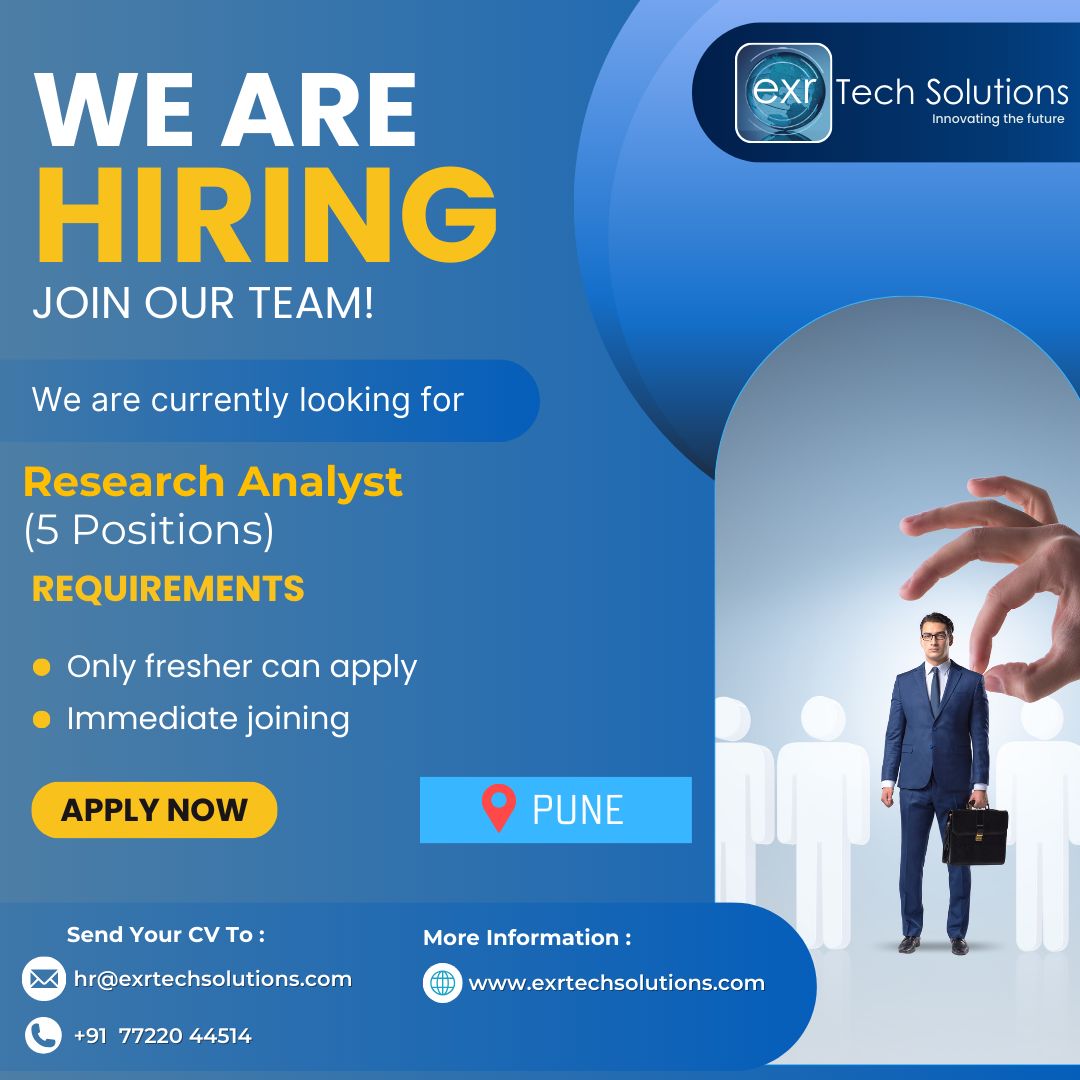 exr Tech Solutions
Innovating the future
WE ARE
HIRING
JOIN OUR TEAM!
We are currently looking for
Research Analyst
(5 Positions)
REQUIREMENTS
Only fresher can apply
Immediate joining
APPLY NOW
PUNE
Send Your CV To :
hr@exrtechsolutions.com
+91 77220 44514
More Information :
www.exrtechsolutions.com